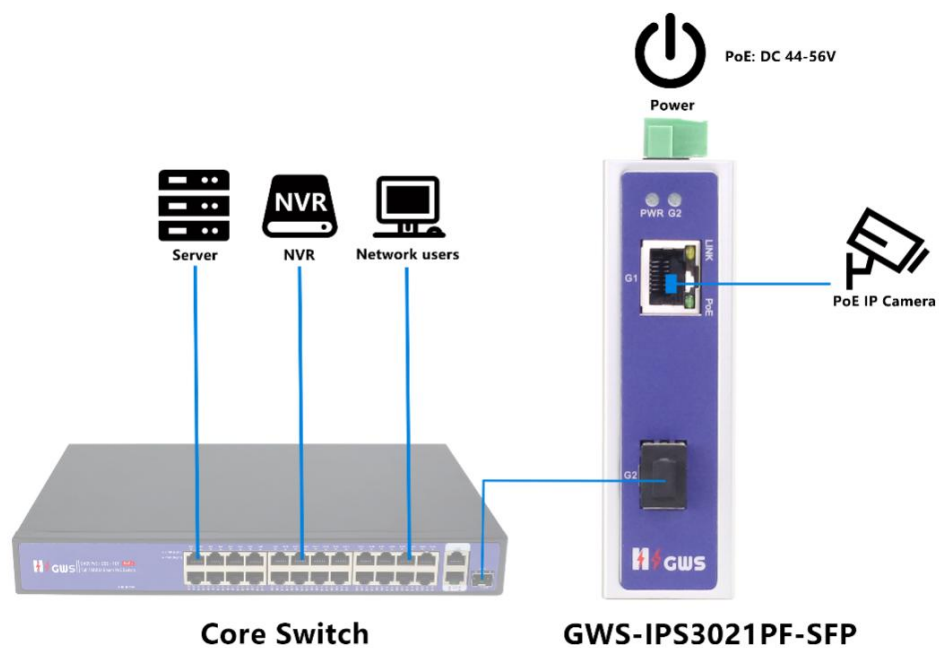 PoE: DC 44-56V
Power
PWR G2
LINK
G1
PoE
NVR
Server
NVR
Network users
PoE IP Camera
G2
GWS
GWS
Core Switch
GWS-IPS3021PF-SFP